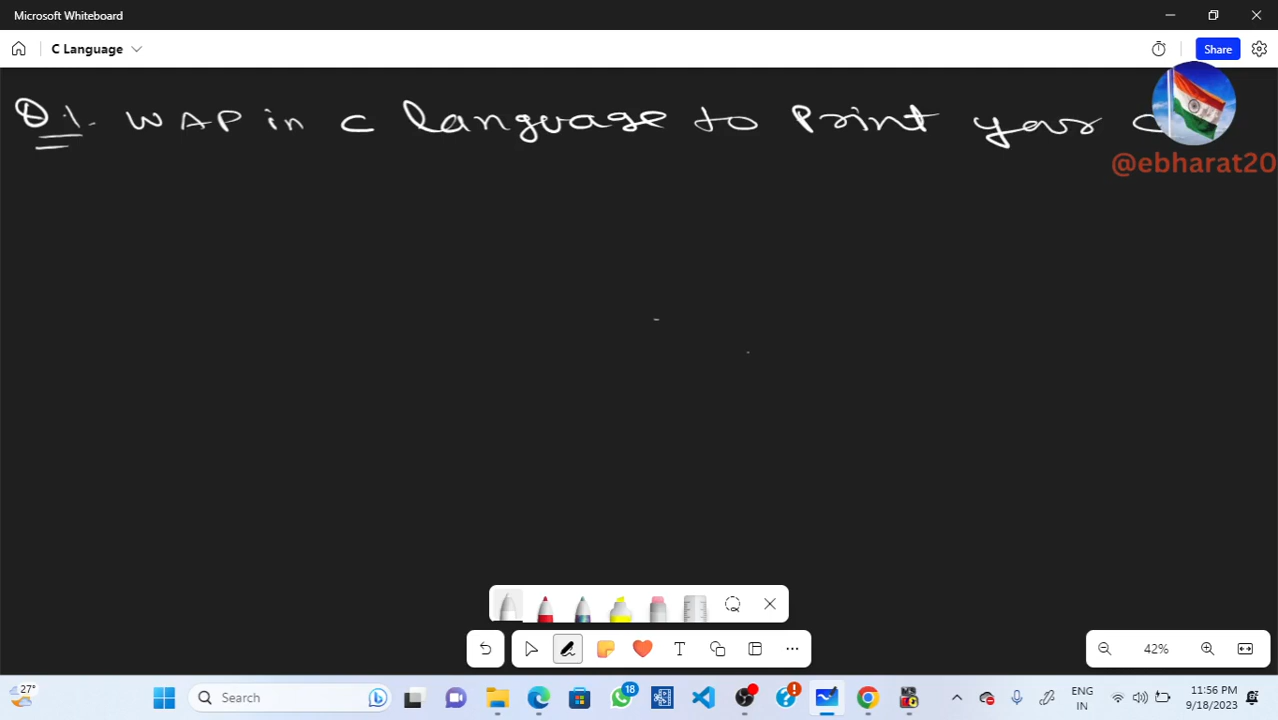 Microsoft Whiteboard
C Language
Share
Q.1. WAP in C language to Print your
@ebharat20
42%
27°
Search
18
ENG
IN
11:56 PM
9/18/2023